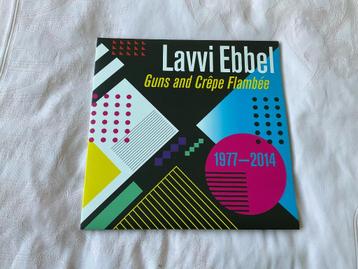 Lavvi Ebbel
Guns and Crêpe Flambée
1977—2014